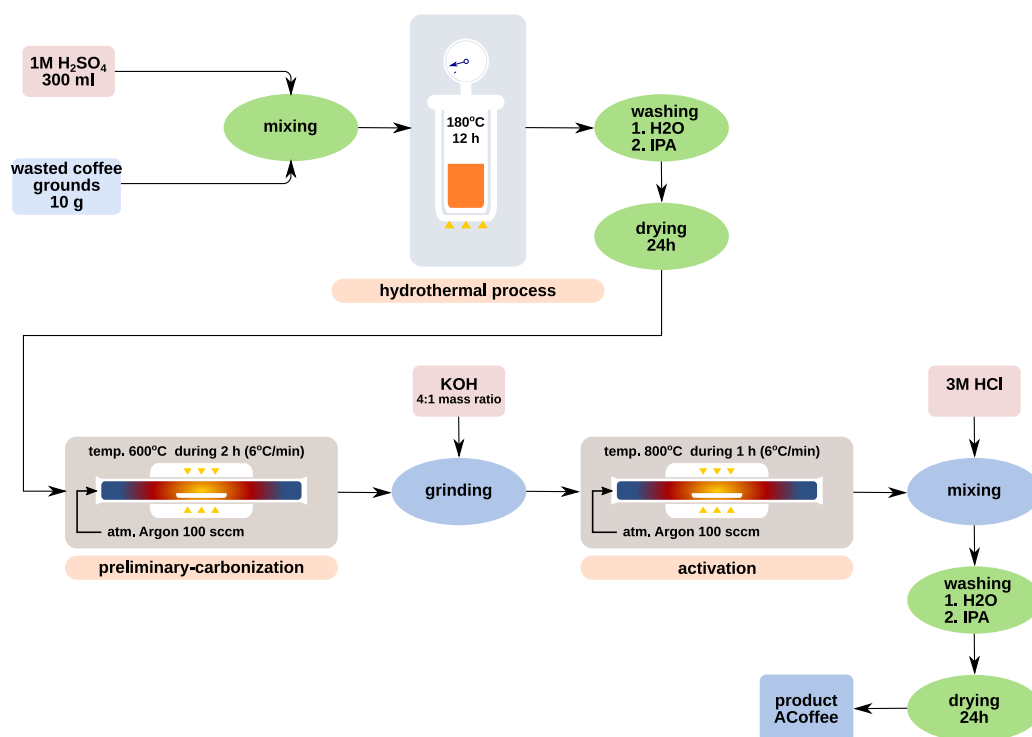 1M H₂SO₄
300 ml
mixing
wasted coffee
grounds
10 g
180°C
12 h
hydrothermal process
washing
1. H2O
2. IPA
drying
24h
temp. 600°C during 2 h (6°C/min)
atm. Argon 100 sccm
preliminary-carbonization
KOH
4:1 mass ratio
grinding
temp. 800°C during 1 h (6°C/min)
atm. Argon 100 sccm
activation
3M HCl
mixing
washing
1. H2O
2. IPA
drying
24h
product
ACoffee